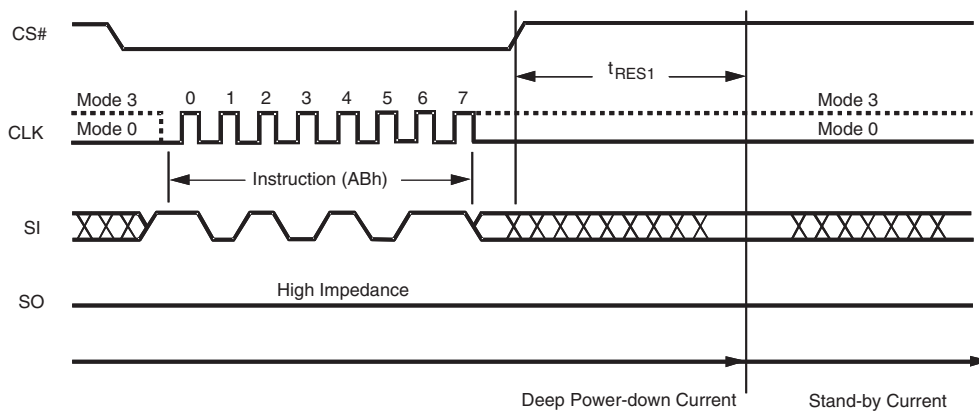 CS#
tRES1
Mode 3
0 1 2 3 4 5 6 7
Mode 3
CLK
Mode 0
Mode 0
Instruction (ABh)
SI
High Impedance
SO
Deep Power-down Current
Stand-by Current